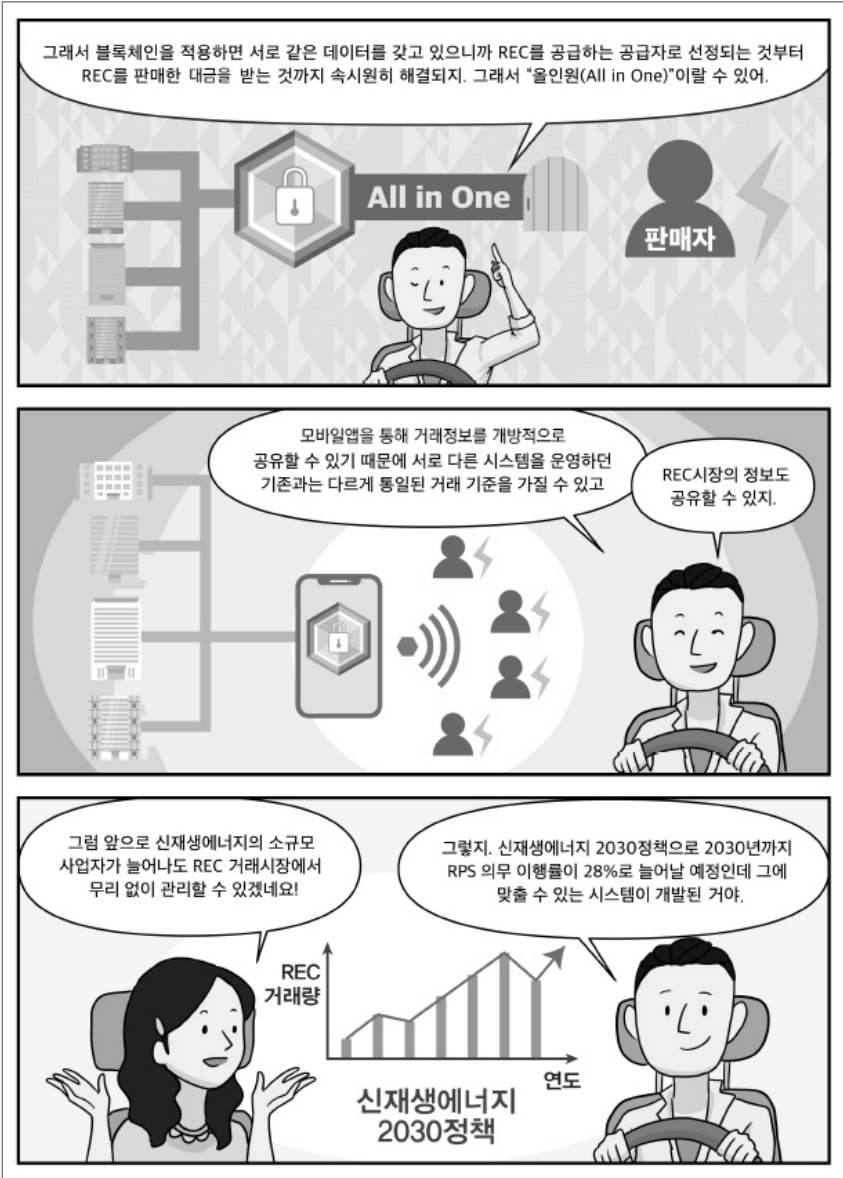 그래서 블록체인을 적용하면 서로 같은 데이터를 갖고 있으니까 REC를 공급하는 공급자로 선정되는 것부터
REC를 판매한 대금을 받는 것까지 속시원히 해결되지. 그래서 "올인원(All in One)"이랄 수 있어.
All in One
판매자
모바일앱을 통해 거래정보를 개방적으로
공유할 수 있기 때문에 서로 다른 시스템을 운영하던
기존과는 다르게 통일된 거래 기준을 가질 수 있고
REC시장의 정보도
공유할 수 있지.
그럼 앞으로 신재생에너지의 소규모
사업자가 늘어나도 REC 거래시장에서
무리 없이 관리할 수 있겠네요!
그렇지. 신재생에너지 2030정책으로 2030년까지
RPS 의무 이행률이 28%로 늘어날 예정인데 그에
맞출 수 있는 시스템이 개발된 거야.
REC
거래량
연도
신재생에너지
2030정책